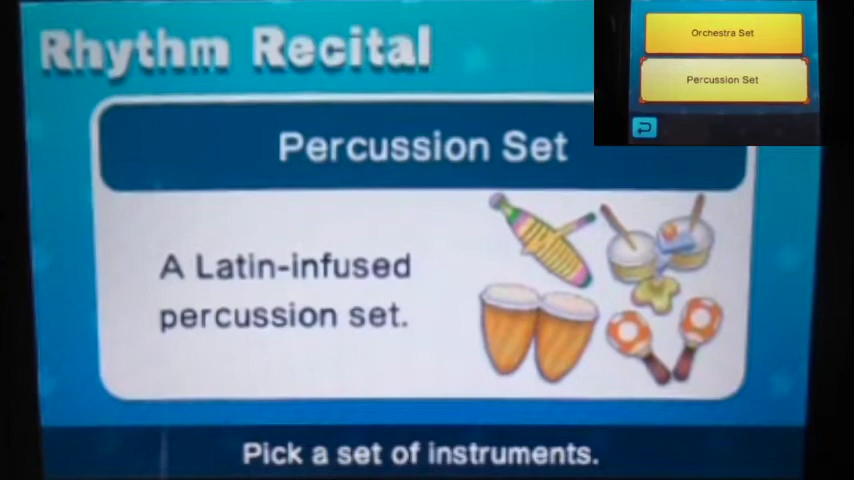 Rhythm Recital
Orchestra Set
Percussion Set
Percussion Set
A Latin-infused
percussion set.
Pick a set of instruments.